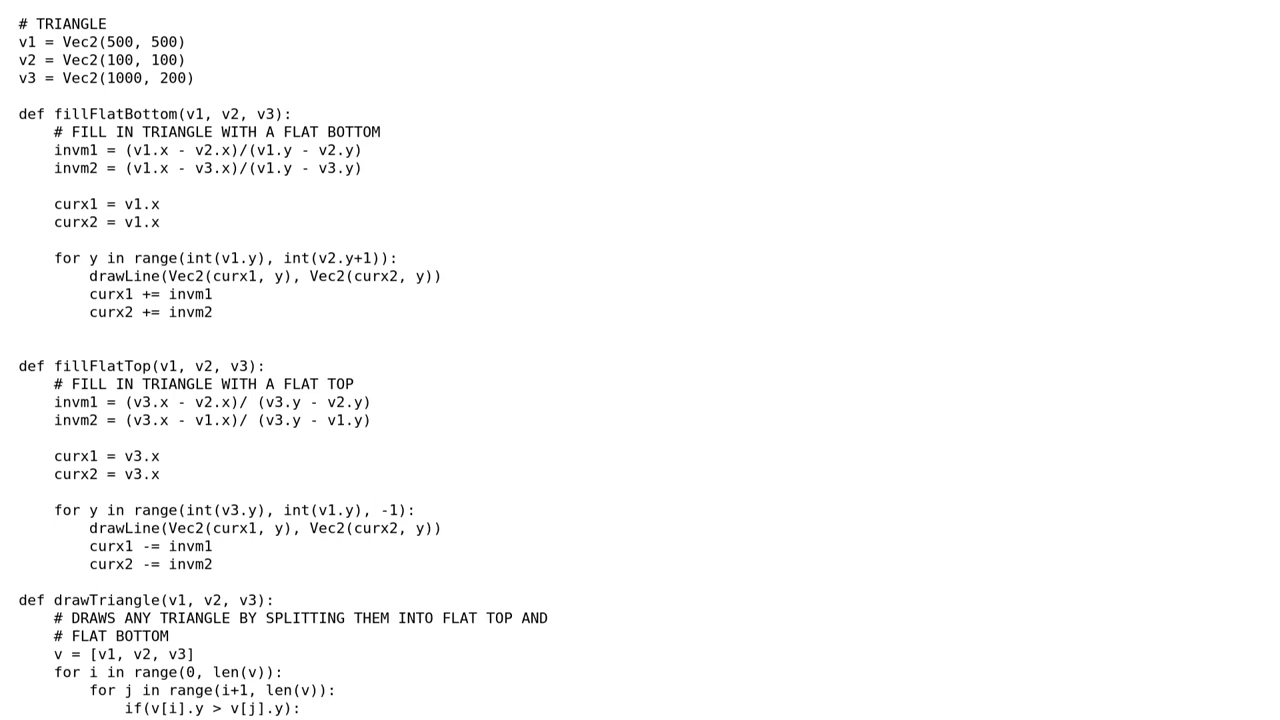 # TRIANGLE
v1 = Vec2(500, 500)
v2 = Vec2(100, 100)
v3 = Vec2(1000, 200)

def fillFlatBottom(v1, v2, v3):
    # FILL IN TRIANGLE WITH A FLAT BOTTOM
    invm1 = (v1.x - v2.x)/(v1.y - v2.y)
    invm2 = (v1.x - v3.x)/(v1.y - v3.y)

    curx1 = v1.x
    curx2 = v1.x

    for y in range(int(v1.y), int(v2.y+1)):
        drawLine(Vec2(curx1, y), Vec2(curx2, y))
        curx1 += invm1
        curx2 += invm2


def fillFlatTop(v1, v2, v3):
    # FILL IN TRIANGLE WITH A FLAT TOP
    invm1 = (v3.x - v2.x)/ (v3.y - v2.y)
    invm2 = (v3.x - v1.x)/ (v3.y - v1.y)

    curx1 = v3.x
    curx2 = v3.x

    for y in range(int(v3.y), int(v1.y), -1):
        drawLine(Vec2(curx1, y), Vec2(curx2, y))
        curx1 -= invm1
        curx2 -= invm2

def drawTriangle(v1, v2, v3):
    # DRAWS ANY TRIANGLE BY SPLITTING THEM INTO FLAT TOP AND
    # FLAT BOTTOM
    v = [v1, v2, v3]
    for i in range(0, len(v)):
        for j in range(i+1, len(v)):
            if(v[i].y > v[j].y):